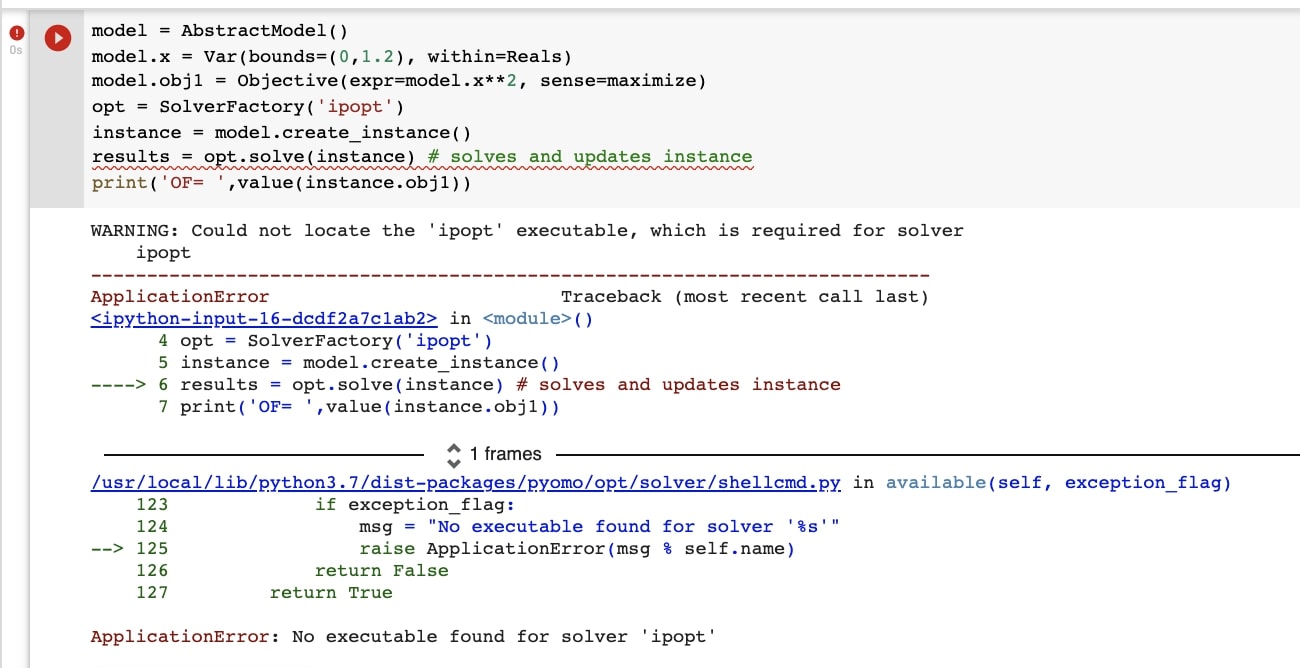 model = AbstractModel()
0s
model.x = Var(bounds=(0,1.2), within=Reals)
model.obj1 = Objective(expr=model.x**2, sense=maximize)
opt = SolverFactory('ipopt')
instance = model.create_instance()
results = opt.solve(instance) # solves and updates instance
print('OF= ',value(instance.obj1))
WARNING: Could not locate the 'ipopt' executable, which is required for solver
    ipopt
---------------------------------------------------------------------------
ApplicationError                          Traceback (most recent call last)
<ipython-input-16-dcdf2a7c1ab2> in <module>()
      4 opt = SolverFactory('ipopt')
      5 instance = model.create_instance()
----> 6 results = opt.solve(instance) # solves and updates instance
      7 print('OF= ',value(instance.obj1))
1 frames
/usr/local/lib/python3.7/dist-packages/pyomo/opt/solver/shellcmd.py in available(self, exception_flag)
    123             if exception_flag:
    124                 msg = "No executable found for solver '%s'"
--> 125                 raise ApplicationError(msg % self.name)
    126             return False
    127         return True
ApplicationError: No executable found for solver 'ipopt'